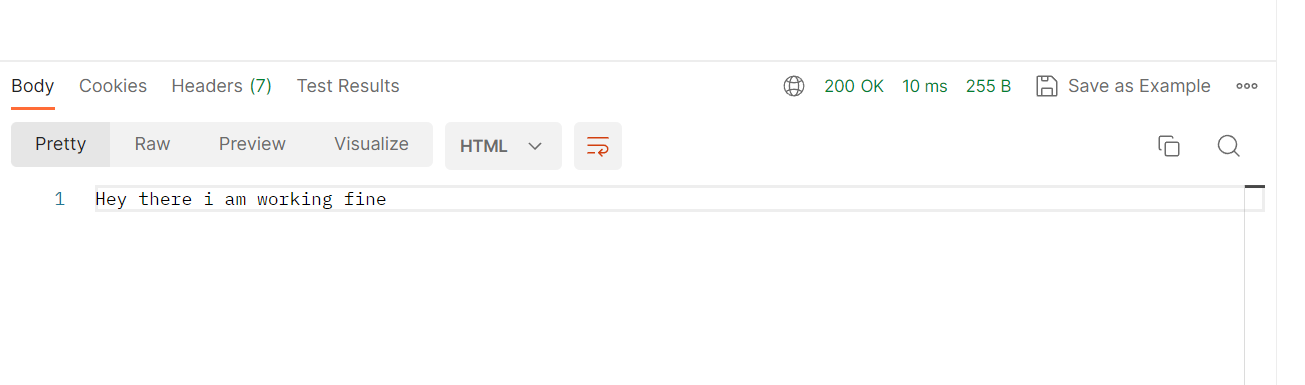 Body Cookies Headers (7) Test Results 200 OK 10 ms 255 B Save as Example
Pretty Raw Preview Visualize HTML
1 Hey there i am working fine